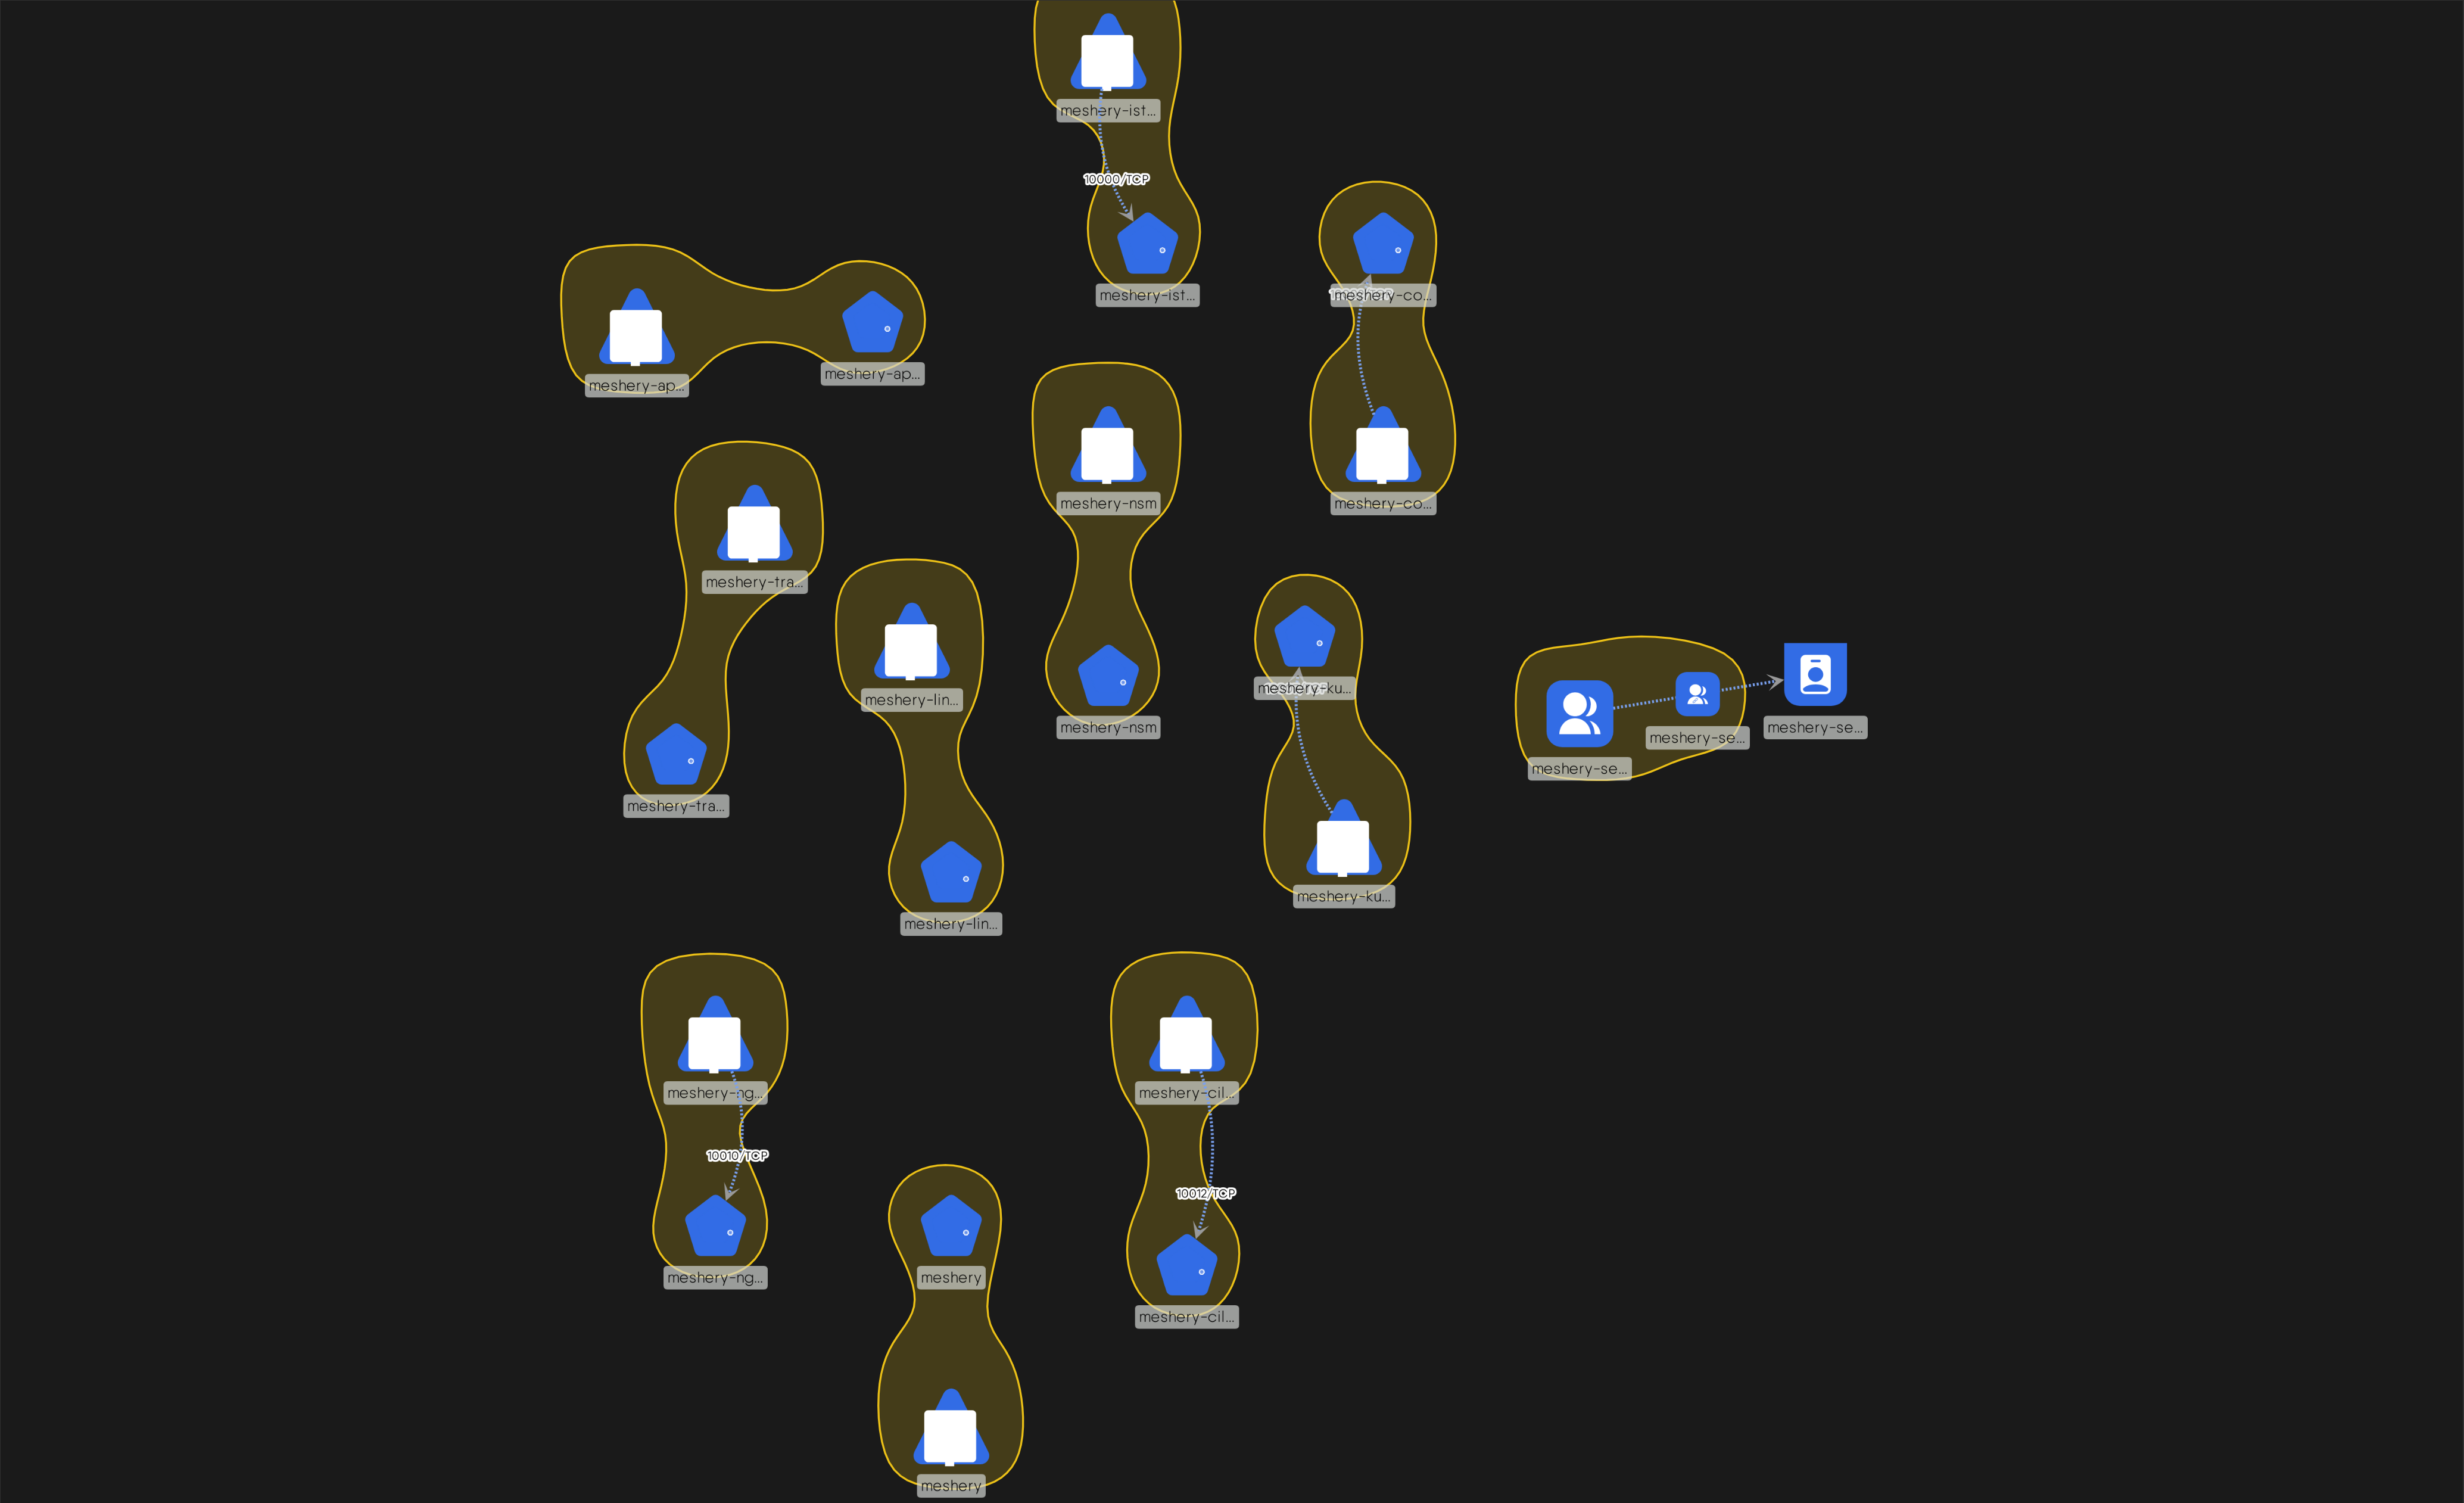 meshery-ist...
10000/TCP
meshery-ist...
meshery-co...
meshery-ap...
meshery-ap...
meshery-nsm
meshery-co...
meshery-tra...
meshery-lin...
meshery-ku...
meshery-nsm
meshery-se...
meshery-se...
meshery-se...
meshery-tra...
meshery-ku...
meshery-lin...
meshery-ng...
meshery-cil...
10010/TCP
10012/TCP
meshery-ng...
meshery
meshery-cil...
meshery